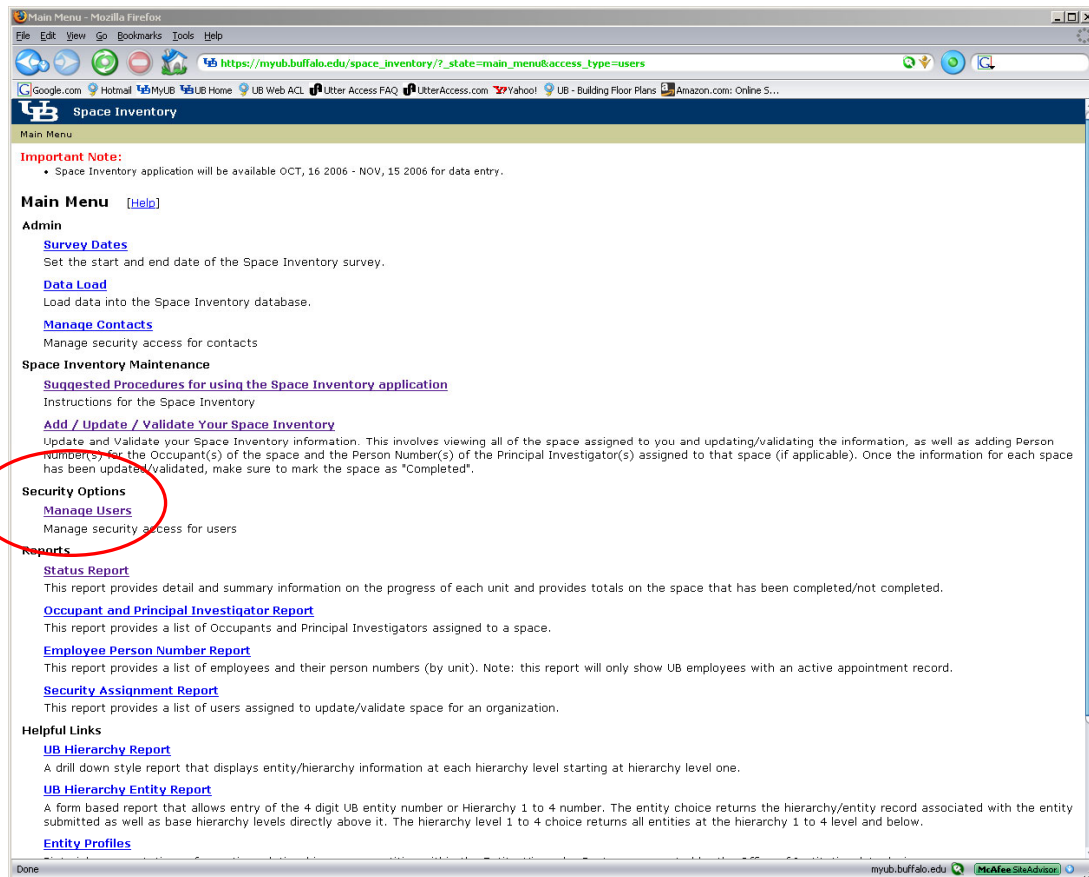 Main Menu - Mozilla Firefox
File Edit View Go Bookmarks Tools Help
https://myub.buffalo.edu/space_inventory/?_state=main_menu&access_type=users
Google.com Hotmail MyUB UB Home UB Web ACL Utter Access FAQ UtterAccess.com Yahoo! UB - Building Floor Plans Amazon.com: Online S...
UB Space Inventory
Main Menu
Important Note:
• Space Inventory application will be available OCT, 16 2006 - NOV, 15 2006 for data entry.
Main Menu [Help]
Admin
Survey Dates
Set the start and end date of the Space Inventory survey.
Data Load
Load data into the Space Inventory database.
Manage Contacts
Manage security access for contacts
Space Inventory Maintenance
Suggested Procedures for using the Space Inventory application
Instructions for the Space Inventory
Add / Update / Validate Your Space Inventory
Update and Validate your Space Inventory information. This involves viewing all of the space assigned to you and updating/validating the information, as well as adding Person
Number(s) for the Occupant(s) of the space and the Person Number(s) of the Principal Investigator(s) assigned to that space (if applicable). Once the information for each space
has been updated/validated, make sure to mark the space as "Completed".
Security Options
Manage Users
Manage security access for users
Reports
Status Report
This report provides detail and summary information on the progress of each unit and provides totals on the space that has been completed/not completed.
Occupant and Principal Investigator Report
This report provides a list of Occupants and Principal Investigators assigned to a space.
Employee Person Number Report
This report provides a list of employees and their person numbers (by unit). Note: this report will only show UB employees with an active appointment record.
Security Assignment Report
This report provides a list of users assigned to update/validate space for an organization.
Helpful Links
UB Hierarchy Report
A drill down style report that displays entity/hierarchy information at each hierarchy level starting at hierarchy level one.
UB Hierarchy Entity Report
A form based report that allows entry of the 4 digit UB entity number or Hierarchy 1 to 4 number. The entity choice returns the hierarchy/entity record associated with the entity
submitted as well as base hierarchy levels directly above it. The hierarchy level 1 to 4 choice returns all entities at the hierarchy 1 to 4 level and below.
Entity Profiles
Done myub.buffalo.edu McAfee SiteAdvisor